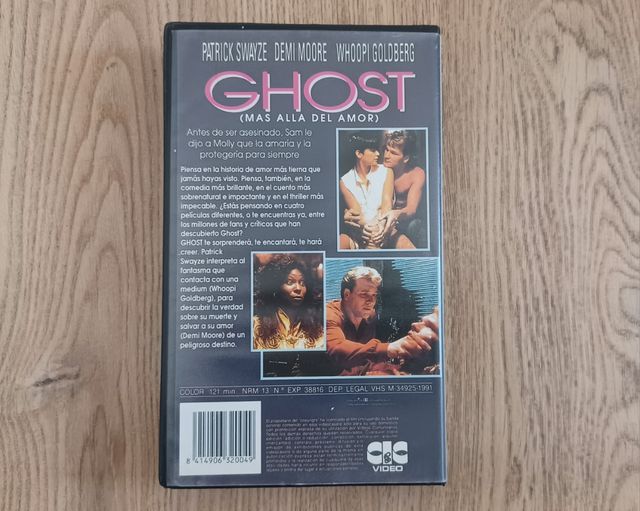 PATRICK SWAYZE DEMI MOORE WHOOPI GOLDBERG
GHOST
(MAS ALLA DEL AMOR)
Antes de ser asesinado, Sam le
dijo a Molly que la amaría y la
protegería para siempre
Piensa en la historia de amor más tierna que
jamás hayas visto. Piensa, también, en la
comedia más brillante, en el cuento más
sobrenatural e impactante y en el thriller más
impecable. ¿Estás pensando en cuatro
películas diferentes, o te encuentras ya, entre
los millones de fans y críticos que han
descubierto Ghost?
GHOST te sorprenderá, te encantará, te hará
creer. Patrick
Swayze interpreta al
fantasma que
contacta con una
medium (Whoopi
Goldberg), para
descubrir la verdad
sobre su muerte y
salvar a su amor
(Demi Moore) de un
peligroso destino.
COLOR 121 min. NRM 13 N.º EXP 38816 DEP. LEGAL VHS M-34925-1991
8 414906 320049
CIC
VIDEO